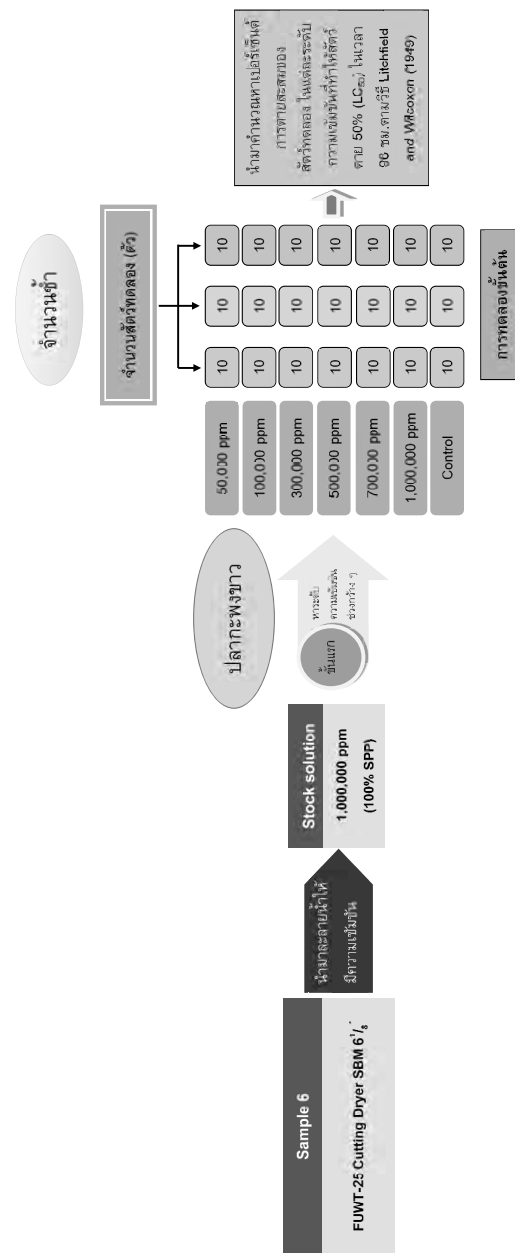 Sample 6
FUWT-25 Cutting Dryer SBM 6 1/8"
นำมาละลายน้ำให้
มีความเข้มข้น
Stock solution
1,000,000 ppm
(100% SPP)
ขั้นแรก
หาระดับ
ความเข้มข้น
ช่วงกว้าง ๆ
ปลากะพงขาว
จำนวนซ้ำ
จำนวนสัตว์ทดลอง (ตัว)
50,000 ppm 10 10 10
100,000 ppm 10 10 10
300,000 ppm 10 10 10
500,000 ppm 10 10 10
700,000 ppm 10 10 10
1,000,000 ppm 10 10 10
Control 10 10 10
การทดลองขั้นต้น
นำมาคำนวณหาเปอร์เซ็นต์
การตายสะสมของ
สัตว์ทดลอง ในแต่ละระดับ
ความเข้มข้นที่ทำให้สัตว์
ตาย 50% (LC50) ในเวลา
96 ชม.ตามวิธี Litchfield
and Wilcoxon (1949)